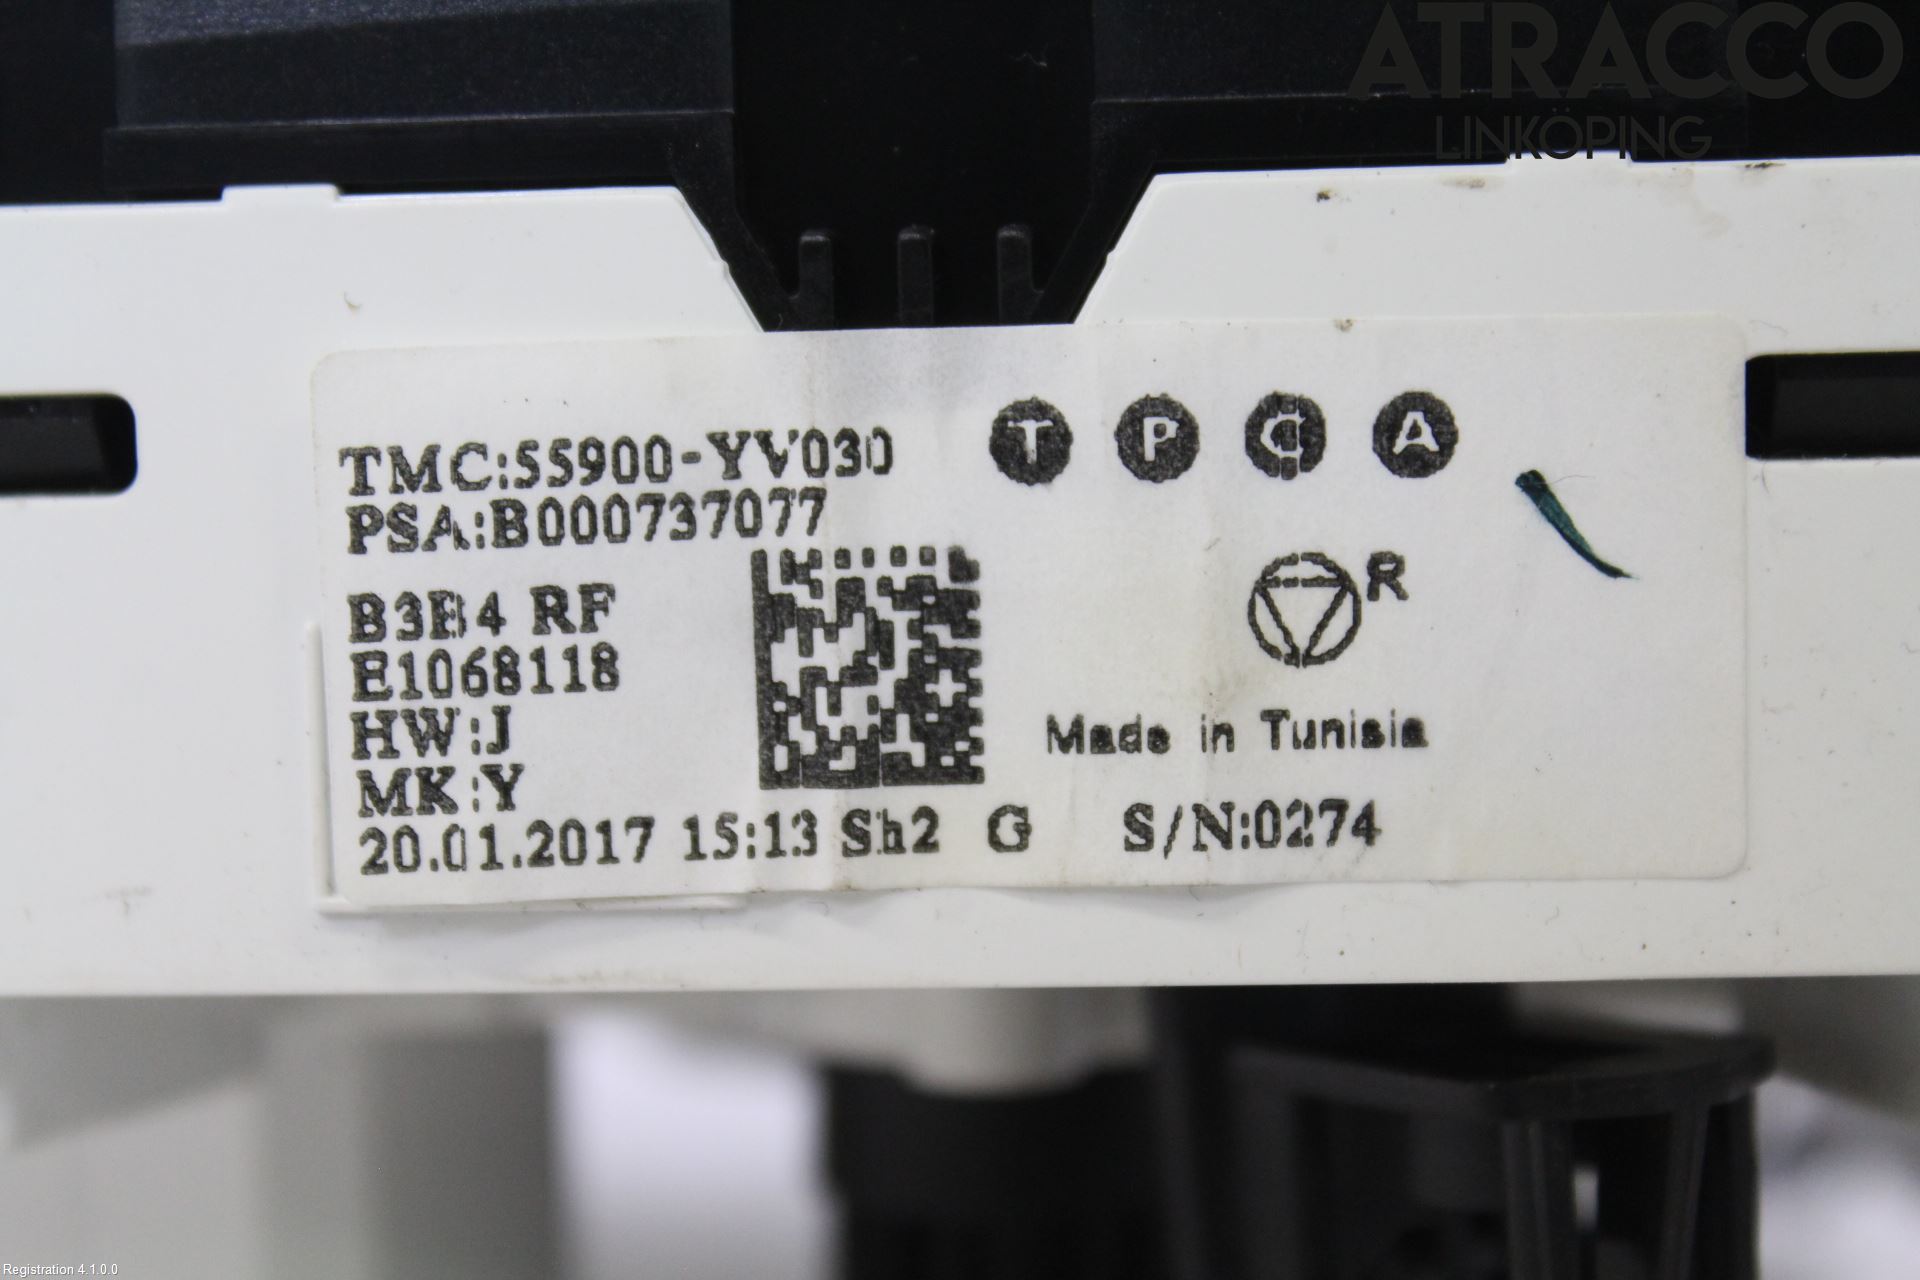 ATRACCO
LINKÖPING
TMC:55900-YV030
T P C A
PSA:B000737077
B3B4 RF
R
E1068118
HW:J
Made in Tunisia
MK:Y
20.01.2017 15:13 Sh2 G S/N:0274
Registration 4.1.0.0